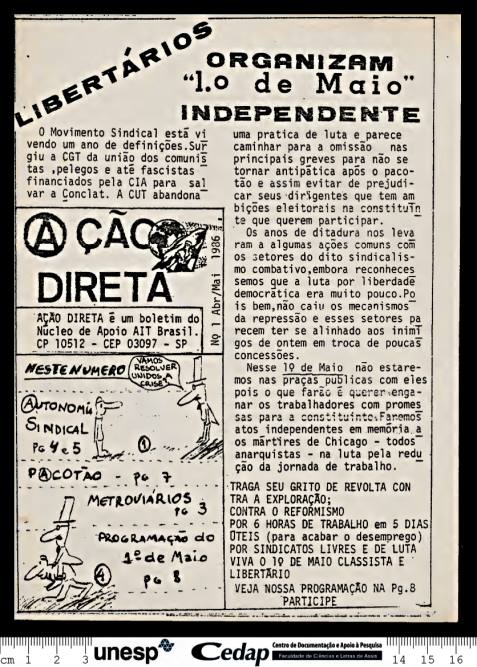 LIBERTÁRIOS
ORGANIZAM
"1.o de Maio"
INDEPENDENTE
O Movimento Sindical está vi
vendo um ano de definições.Sur
giu a CGT da união dos comunis
tas ,pelegos e até fascistas
financiados pela CIA para sal
var a Conclat. A CUT abandona
AÇÃO
DIRETA
Nº 1 Abr/Mai 1986
AÇÃO DIRETA é um boletim do
Núcleo de Apoio AIT Brasil.
CP 10512 - CEP 03097 - SP
NESTE NUMERO
VAMOS
RESOLVER
UNIDOS A
CRISE!
AUTONOMIA
SINDICAL
PG 4 e 5
1
PACOTÃO - PG 7
METROVIÁRIOS
PG 3
PROGRAMAÇÃO do
1º de Maio
PG 8
4
uma pratica de luta e parece
caminhar para a omissão nas
principais greves para não se
tornar antipática após o paco-
tão e assim evitar de prejudi-
car seus dirigentes que tem am
bições eleitorais na constituin
te que querem participar.
Os anos de ditadura nos leva
ram a algumas ações comuns com
os setores do dito sindicalis-
mo combativo,embora reconheces
semos que a luta por liberdade
democrática era muito pouco.Po
is bem,não caiu os mecanismos
da repressão e esses setores pa
recem ter se alinhado aos inimi
gos de ontem em troca de poucas
concessões.
Nesse 1º de Maio não estare-
mos nas praças públicas com eles
pois o que farão é querer enga-
nar os trabalhadores com promes
sas para a constituinte.Faremos
atos independentes em memória a
os mártires de Chicago - todos
anarquistas - na luta pela redu
ção da jornada de trabalho.
TRAGA SEU GRITO DE REVOLTA CON
TRA A EXPLORAÇÃO;
CONTRA O REFORMISMO
POR 6 HORAS DE TRABALHO em 5 DIAS
ÚTEIS (para acabar o desemprego)
POR SINDICATOS LIVRES E DE LUTA
VIVA O 1º DE MAIO CLASSISTA E
LIBERTÁRIO
VEJA NOSSA PROGRAMAÇÃO NA Pg.8
PARTICIPE
cm 1 2 3 unesp Cedap Centro de Documentação e Apoio à Pesquisa
Faculdade de Ciências e Letras de Assis 14 15 16